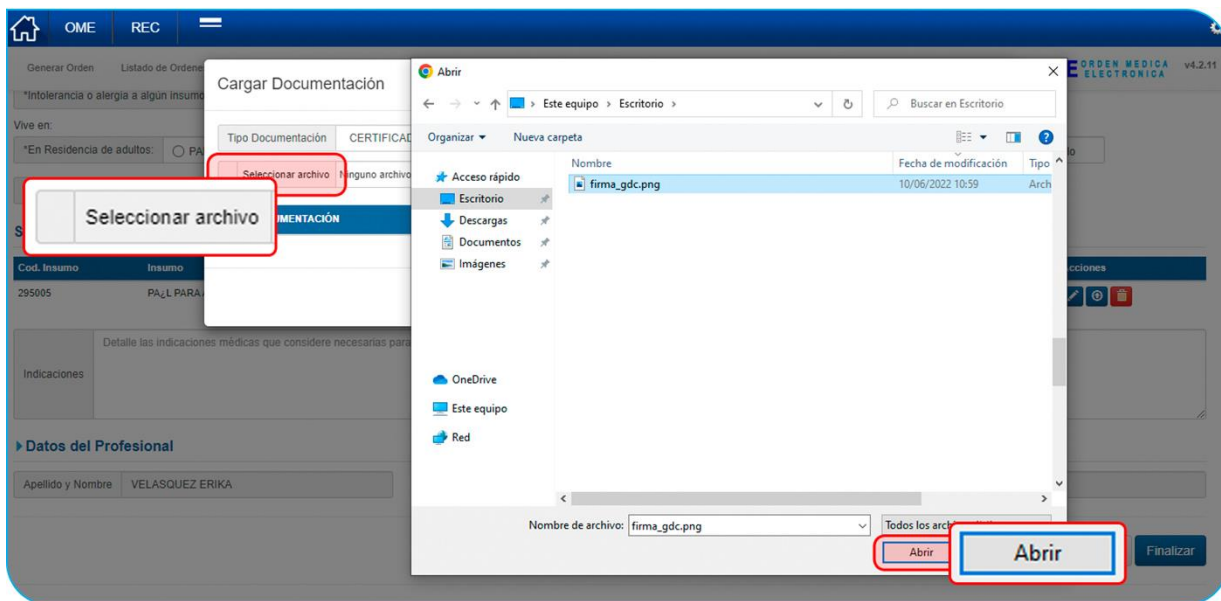 OME REC
Generar Orden Listado de Ordene
ORDEN MEDICA ELECTRONICA v4.2.11
*Intolerancia o alergia a algún insumo
Vive en:
*En Residencia de adultos: PA
Cargar Documentación
Tipo Documentación CERTIFICAD
Seleccionar archivo Ninguno archivo
Seleccionar archivo
MENTACIÓN
Cod. Insumo Insumo cciones
295005 PA¿L PARA
Detalle las indicaciones médicas que considere necesarias para
Indicaciones
Datos del Profesional
Apellido y Nombre VELASQUEZ ERIKA
Finalizar
Abrir
Este equipo Escritorio
Buscar en Escritorio
Organizar Nueva carpeta
Nombre Fecha de modificación Tipo
Acceso rápido
firma_gdc.png 10/06/2022 10:59 Arch
Escritorio
Descargas
Documentos
Imágenes
OneDrive
Este equipo
Red
Nombre de archivo: firma_gdc.png
Todos los arch
Abrir
Abrir